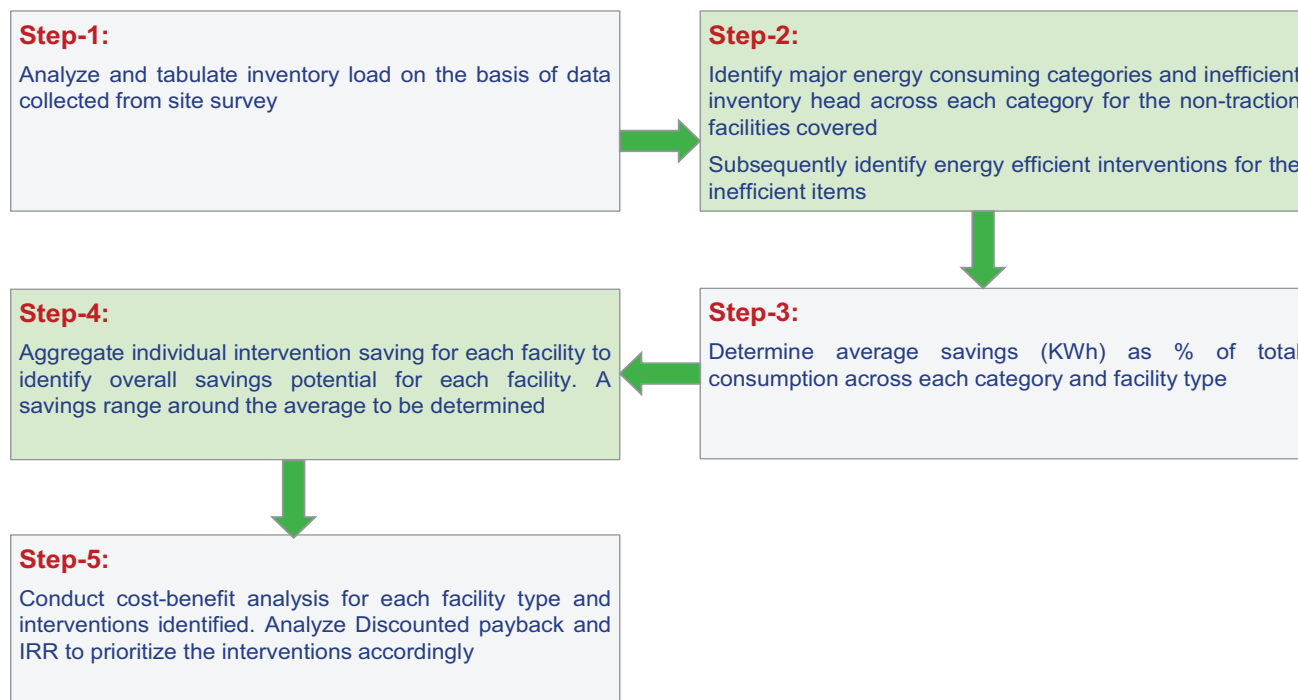 Step-1:
Analyze and tabulate inventory load on the basis of data
collected from site survey
Step-2:
Identify major energy consuming categories and inefficient
inventory head across each category for the non-traction
facilities covered
Subsequently identify energy efficient interventions for the
inefficient items
Step-3:
Determine average savings (KWh) as % of total
consumption across each category and facility type
Step-4:
Aggregate individual intervention saving for each facility to
identify overall savings potential for each facility. A
savings range around the average to be determined
Step-5:
Conduct cost-benefit analysis for each facility type and
interventions identified. Analyze Discounted payback and
IRR to prioritize the interventions accordingly